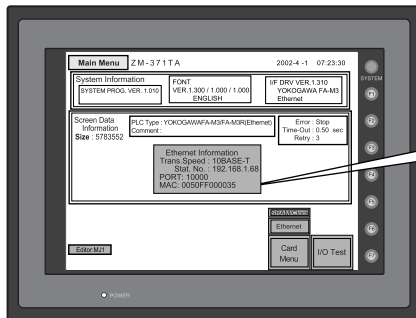 Main Menu ZM-371TA 2002-4 -1 07:23:30
SYSTEM
System Information
SYSTEM PROG. VER. 1.010
FONT
VER.1.300 / 1.000 / 1.000
ENGLISH
I/F DRV VER.1.310
YOKOGAWA FA-M3
Ethernet
F1
Screen Data
Information
Size : 5783552
PLC Type : YOKOGAWAFA-M3/FA-M3R(Ethernet)
Comment :
Error : Stop
Time-Out : 0.50 sec
Retry : 3
F2
Ethernet Information
Trans.Speed : 10BASE-T
Stat. No. : 192.168.1.68
PORT: 10000
MAC: 0050FF000035
F3
F4
F5
Ethernet
F6
Editor:MJ1
Card
Menu
I/O Test
F7
POWER